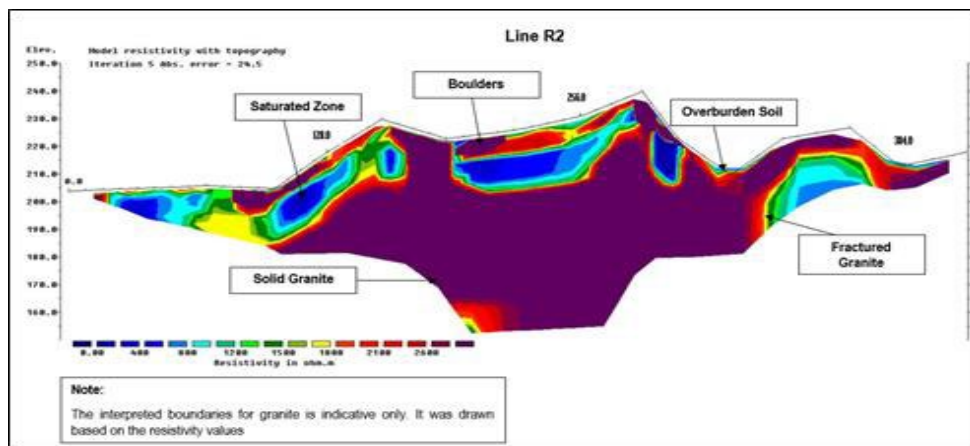 Line R2
Elev. Model resistivity with topography
Iteration 5 Abs. error = 24.5
250.0
240.0
230.0
220.0
210.0
200.0
190.0
180.0
170.0
160.0
Boulders
Saturated Zone
Overburden Soil
256.0
128.0
384.0
0.0
Fractured
Granite
Solid Granite
0.00 400 800 1200 1500 1800 2100 2600
Resistivity in ohm.m
Note:
The interpreted boundaries for granite is indicative only. It was drawn
based on the resistivity values